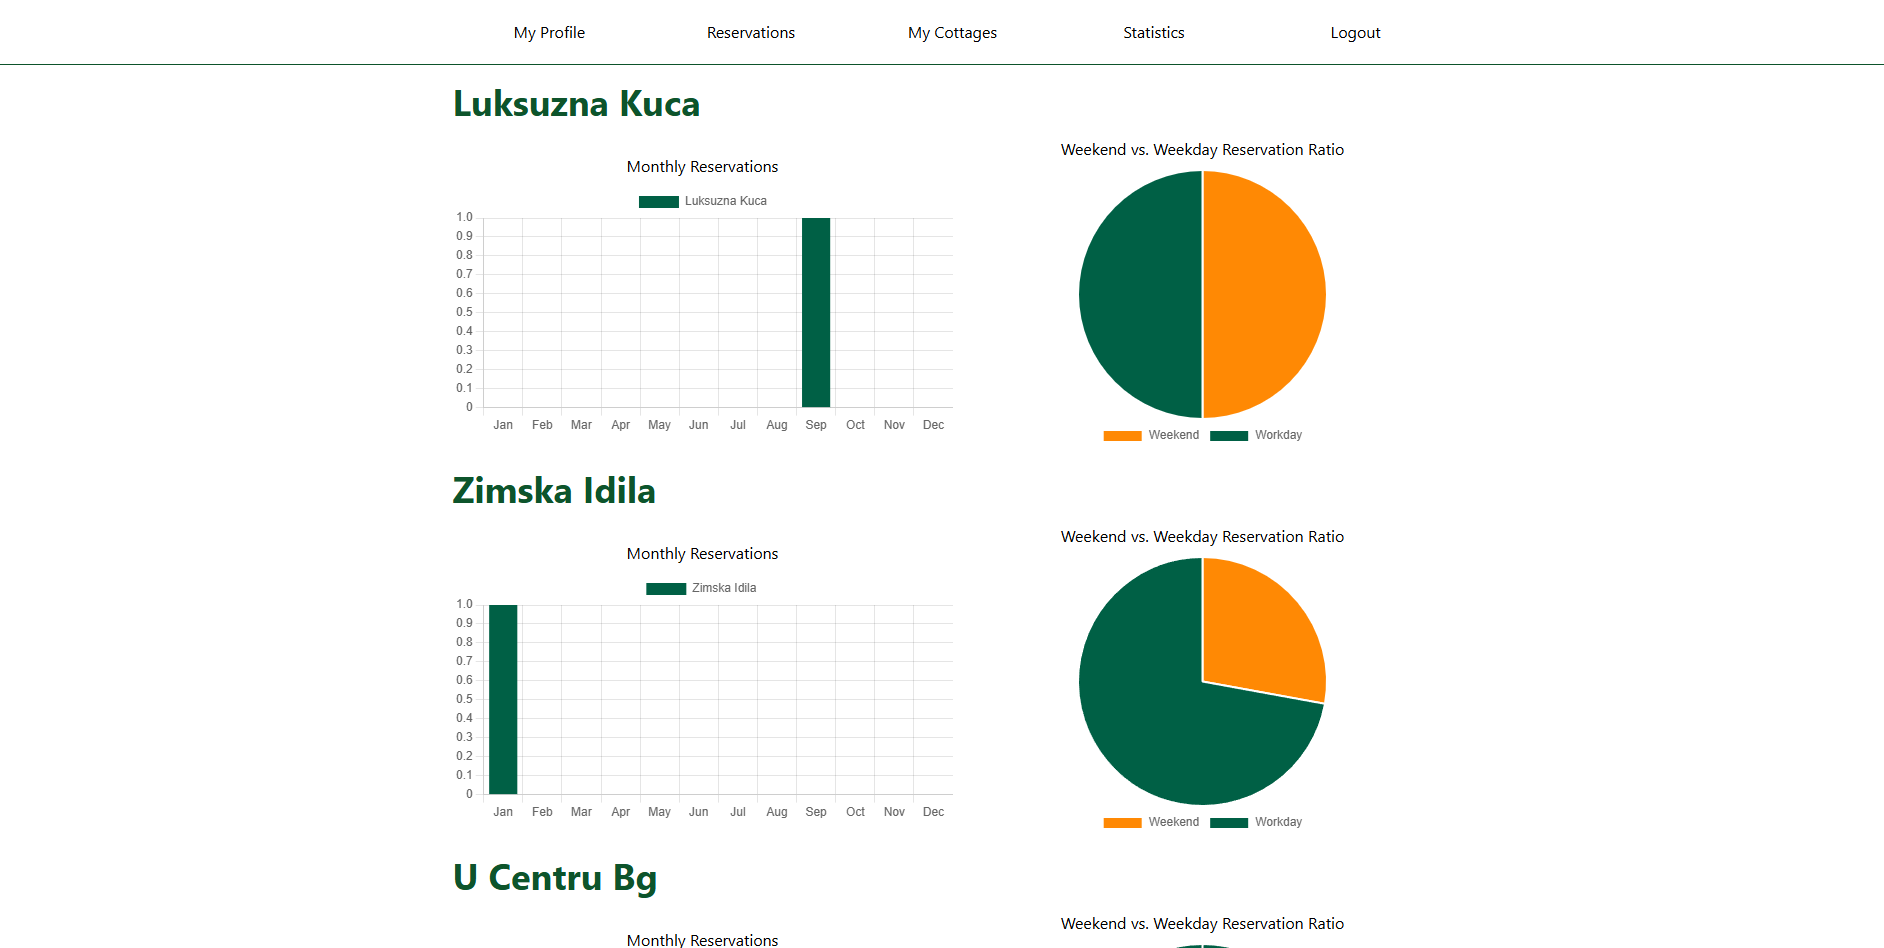 My Profile Reservations My Cottages Statistics Logout
Luksuzna Kuca
Monthly Reservations
Luksuzna Kuca
1.0
0.9
0.8
0.7
0.6
0.5
0.4
0.3
0.2
0.1
0
Jan Feb Mar Apr May Jun Jul Aug Sep Oct Nov Dec
Weekend vs. Weekday Reservation Ratio
Weekend Workday
Zimska Idila
Monthly Reservations
Zimska Idila
1.0
0.9
0.8
0.7
0.6
0.5
0.4
0.3
0.2
0.1
0
Jan Feb Mar Apr May Jun Jul Aug Sep Oct Nov Dec
Weekend vs. Weekday Reservation Ratio
Weekend Workday
U Centru Bg
Monthly Reservations
Weekend vs. Weekday Reservation Ratio